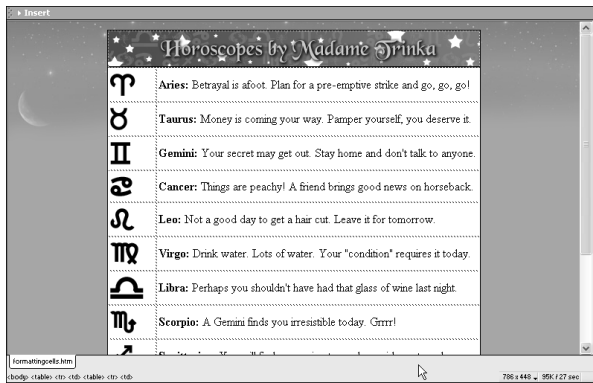 Insert
Horoscopes by Madame Trinka
Aries: Betrayal is afoot. Plan for a pre-emptive strike and go, go, go!
Taurus: Money is coming your way. Pamper yourself, you deserve it.
Gemini: Your secret may get out. Stay home and don't talk to anyone.
Cancer: Things are peachy! A friend brings good news on horseback.
Leo: Not a good day to get a hair cut. Leave it for tomorrow.
Virgo: Drink water. Lots of water. Your "condition" requires it today.
Libra: Perhaps you shouldn't have had that glass of wine last night.
Scorpio: A Gemini finds you irresistible today. Grrrr!
formattingcells.htm
<body> <table> <tr> <td> <table> <tr> <td>
786 x 448 95K / 27 sec